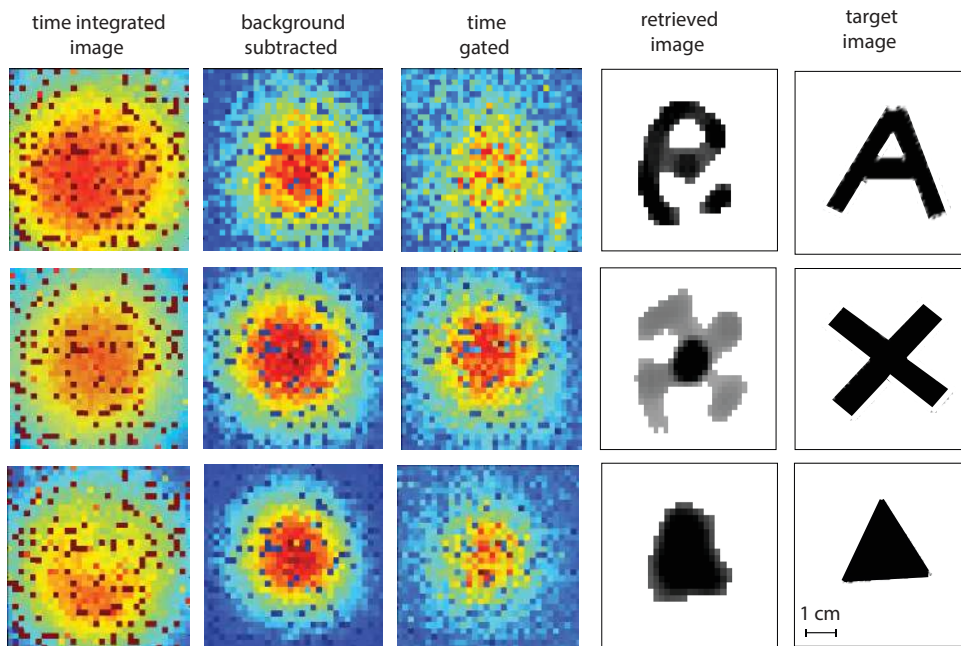 time integrated
image
background
subtracted
time
gated
retrieved
image
target
image
A
1 cm